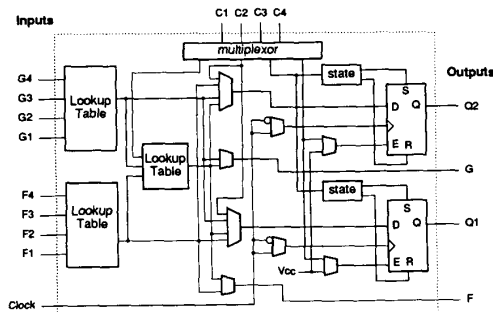 C1 C2 C3 C4
Inputs
multiplexor
Outputs
G4
G3
G2
G1
Lookup
Table
state
S
D Q
E R
Q2
Lookup
Table
G
F4
F3
F2
F1
Lookup
Table
state
S
D Q
E R
Q1
Vcc
Clock
F